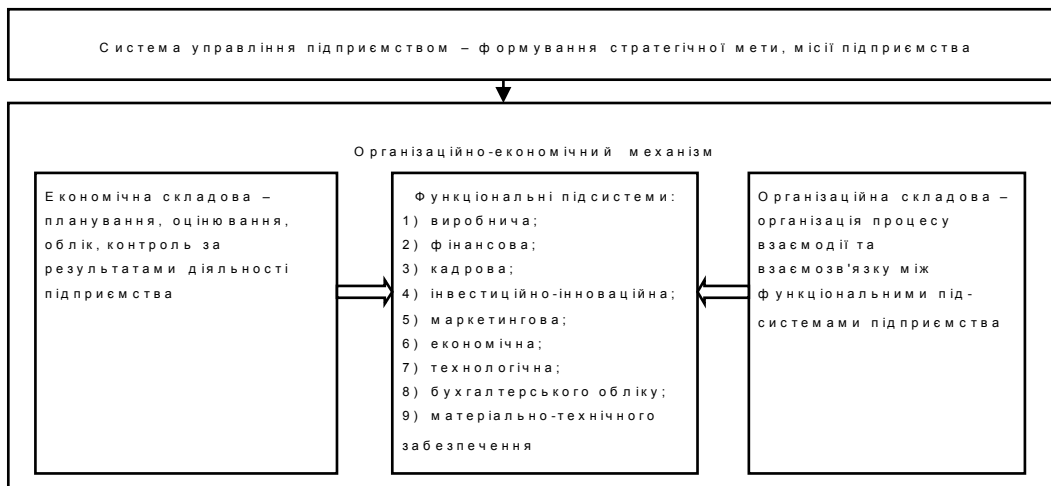 Система управління підприємством – формування стратегічної мети, місії підприємства
Організаційно-економічний механізм
Економічна складова –
планування, оцінювання,
облік, контроль за
результатами діяльності
підприємства
Функціональні підсистеми:
1) виробнича;
2) фінансова;
3) кадрова;
4) інвестиційно-інноваційна;
5) маркетингова;
6) економічна;
7) технологічна;
8) бухгалтерського обліку;
9) матеріально-технічного
забезпечення
Організаційна складова –
організація процесу
взаємодії та
взаємозв'язку між
функціональними під-
системами підприємства